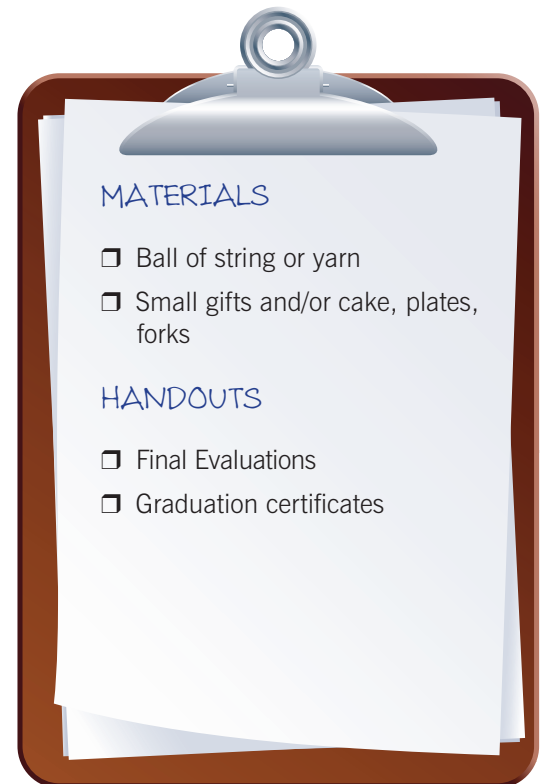 MATERIALS
❒ Ball of string or yarn
❒ Small gifts and/or cake, plates,
forks
HANDOUTS
❒ Final Evaluations
❒ Graduation certificates